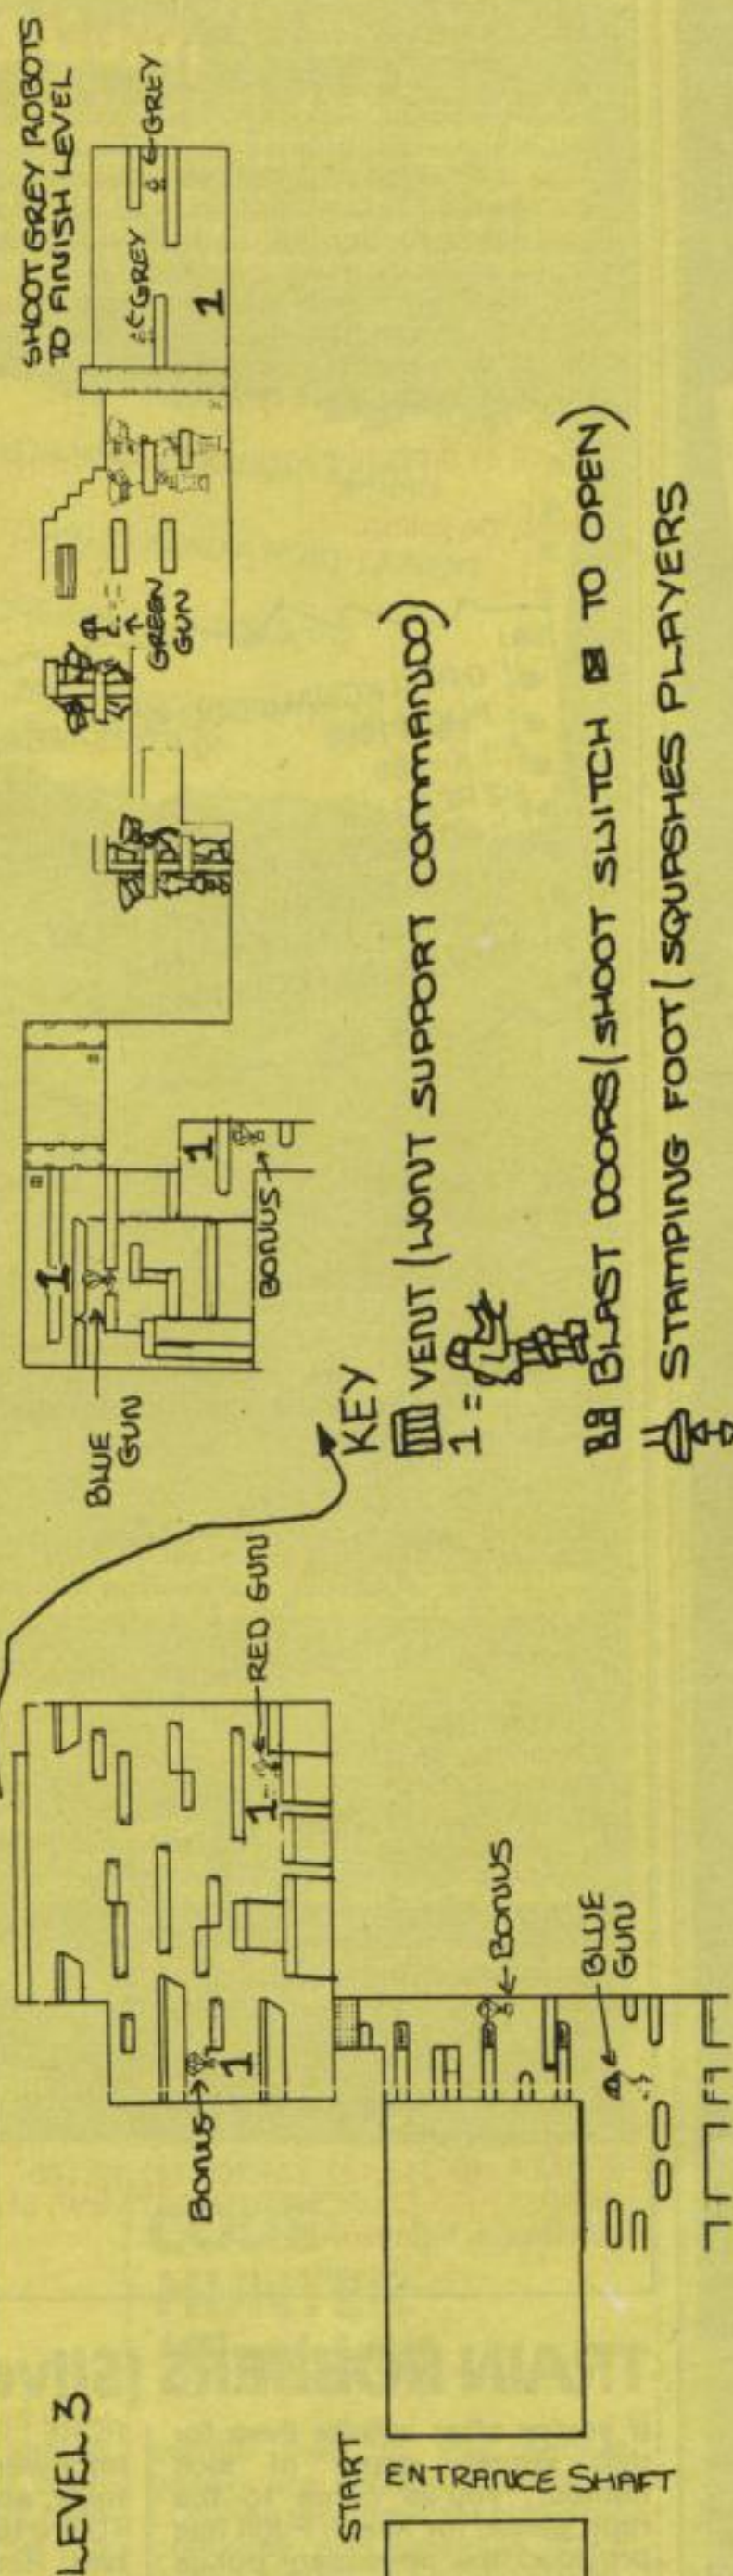 LEVEL 3
START
ENTRANCE SHAFT
BONUS
1
BONUS
BLUE
GUN
1
RED GUN
BLUE
GUN
1
1
BONUS
GREEN
GUN
GREY
GREY
1
SHOOT GREY ROBOTS
TO FINISH LEVEL
KEY
VENT (WONT SUPPORT COMMANDO)
1 =
BLAST DOORS (SHOOT SWITCH TO OPEN)
STAMPING FOOT (SQUASHES PLAYERS